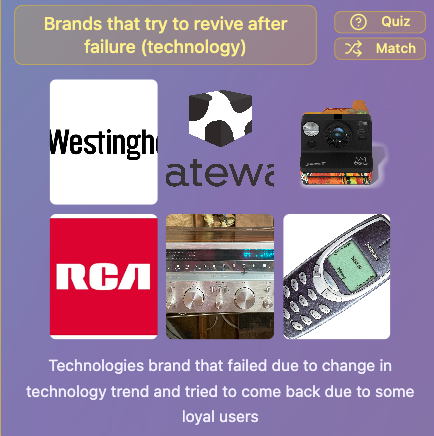 Brands that try to revive after
failure (technology)
Quiz
Match
Westingh
atewa
RCA
Technologies brand that failed due to change in
technology trend and tried to come back due to some
loyal users